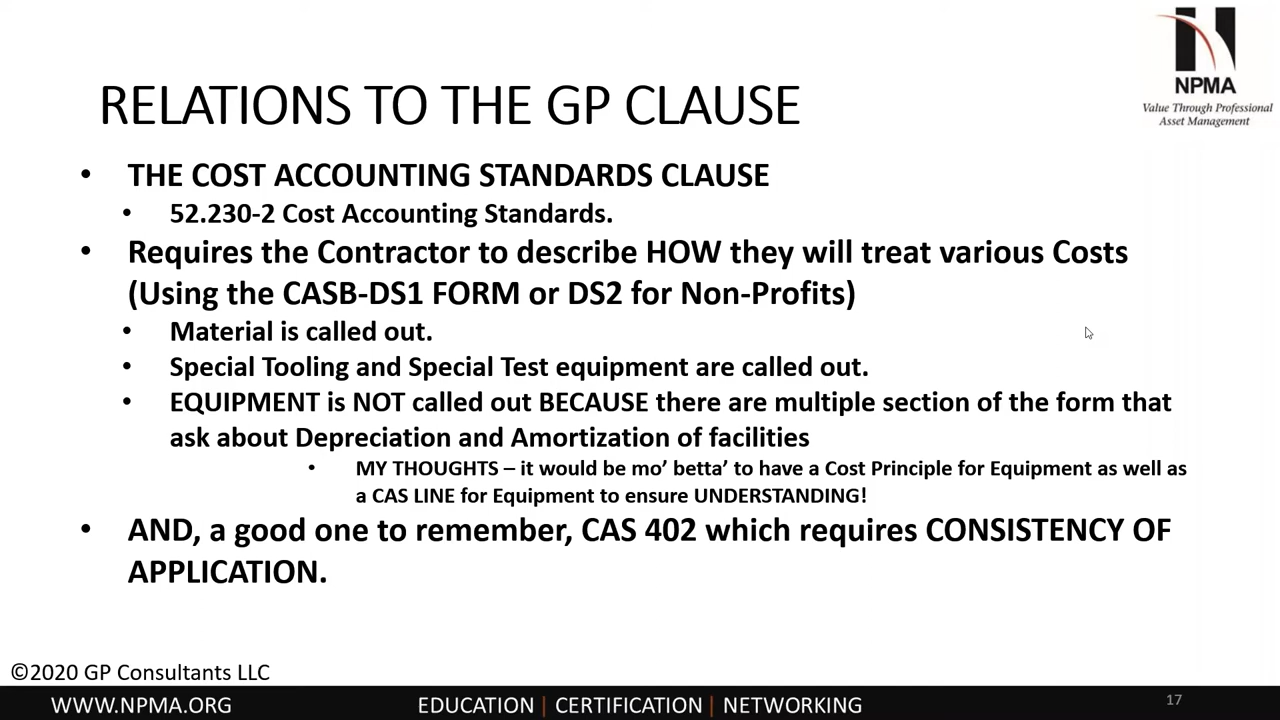 NPMA
Value Through Professional
Asset Management
RELATIONS TO THE GP CLAUSE
• THE COST ACCOUNTING STANDARDS CLAUSE
• 52.230-2 Cost Accounting Standards.
• Requires the Contractor to describe HOW they will treat various Costs
(Using the CASB-DS1 FORM or DS2 for Non-Profits)
• Material is called out.
• Special Tooling and Special Test equipment are called out.
• EQUIPMENT is NOT called out BECAUSE there are multiple section of the form that
ask about Depreciation and Amortization of facilities
• MY THOUGHTS – it would be mo’ betta’ to have a Cost Principle for Equipment as well as
a CAS LINE for Equipment to ensure UNDERSTANDING!
• AND, a good one to remember, CAS 402 which requires CONSISTENCY OF
APPLICATION.
©2020 GP Consultants LLC
WWW.NPMA.ORG
EDUCATION | CERTIFICATION | NETWORKING
17